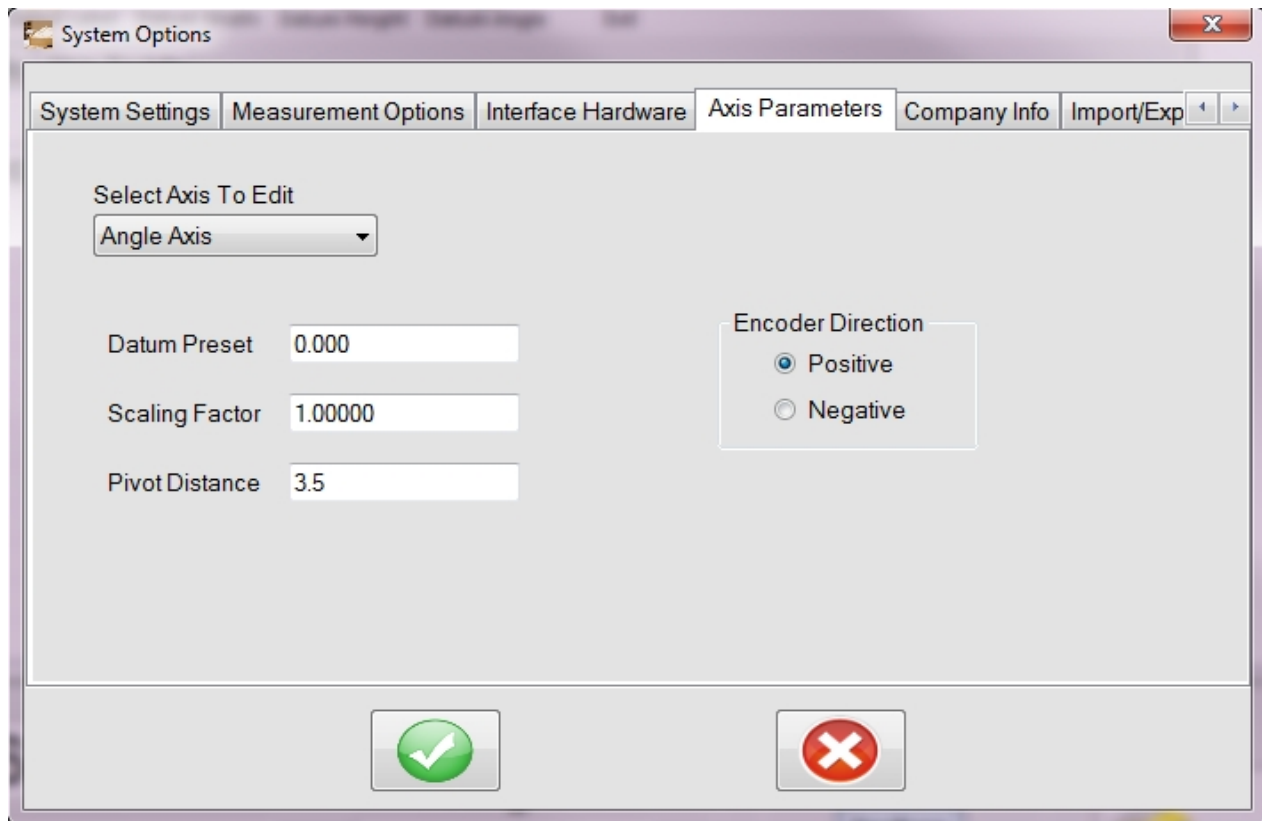 System Options
System Settings Measurement Options Interface Hardware Axis Parameters Company Info Import/Exp
Select Axis To Edit
Angle Axis
Encoder Direction
Datum Preset 0.000
Positive
Scaling Factor 1.00000
Negative
Pivot Distance 3.5